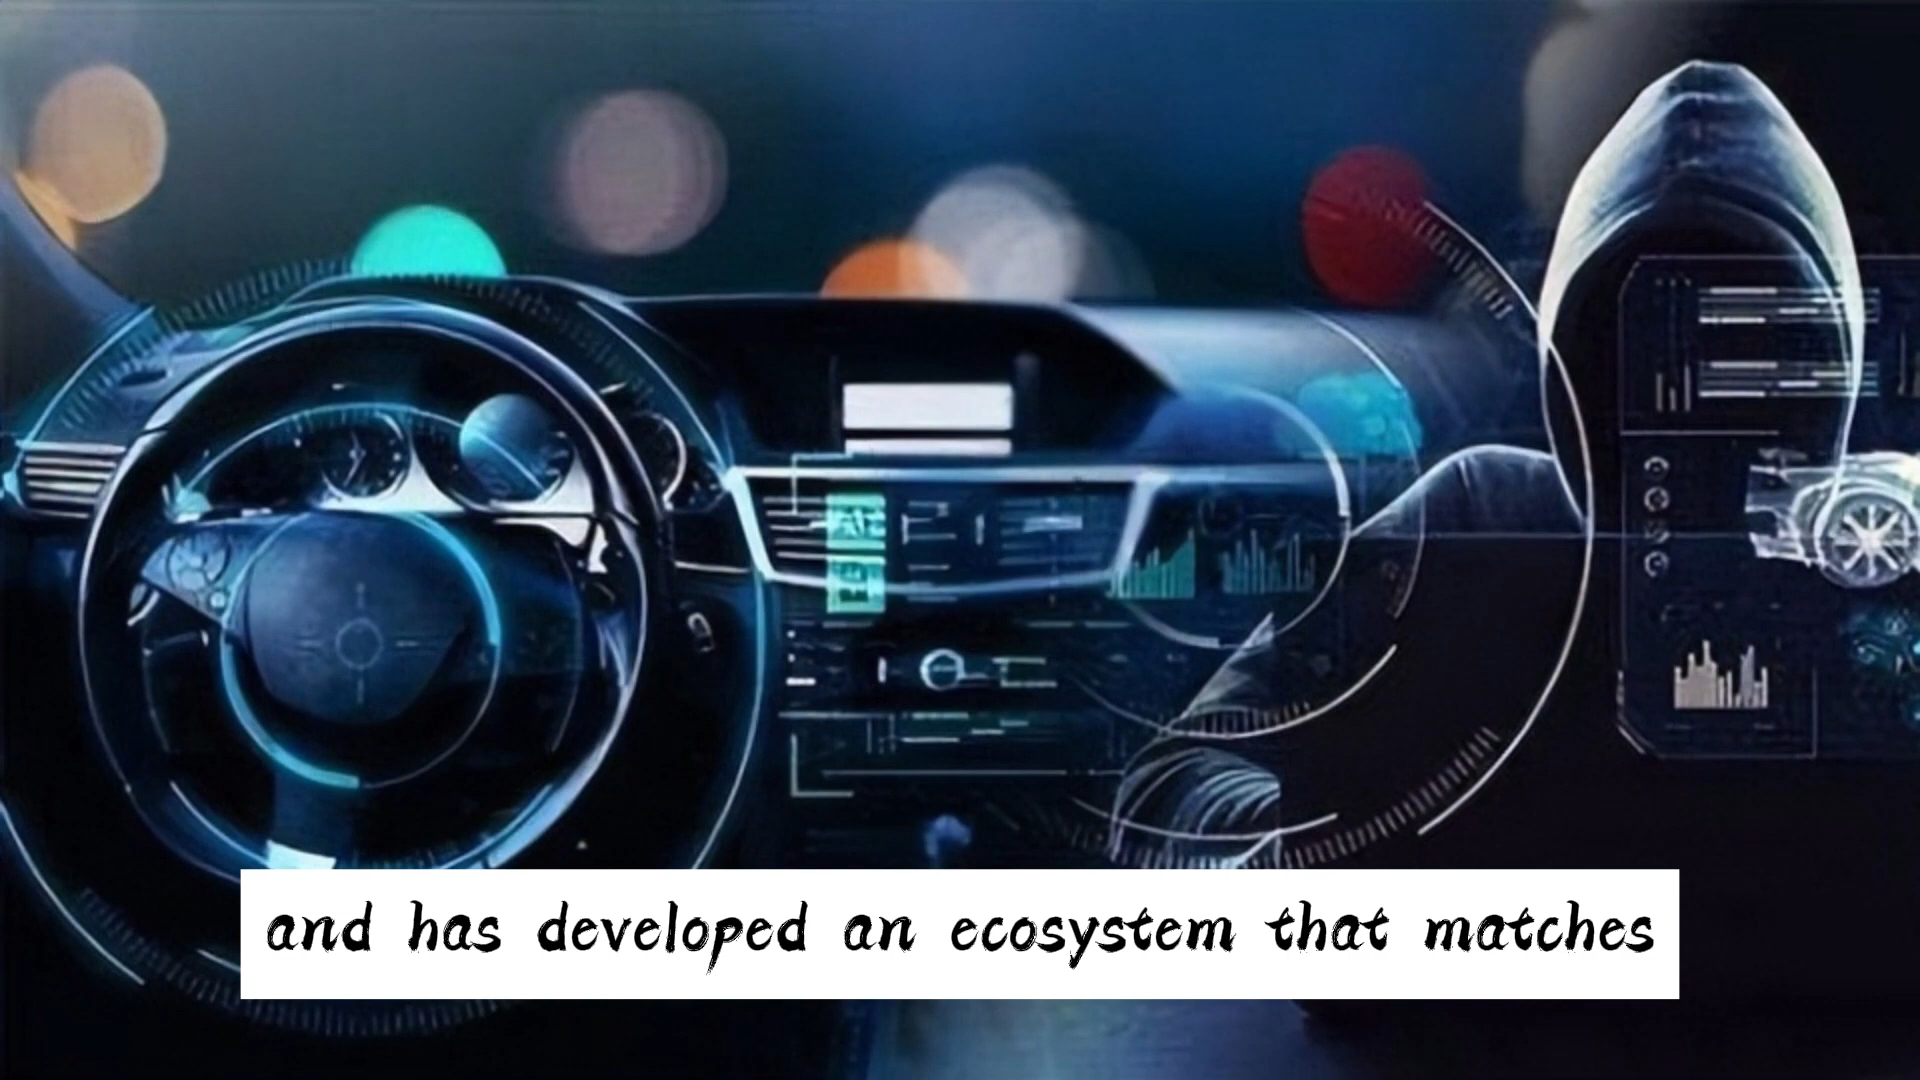 and has developed an ecosystem that matches